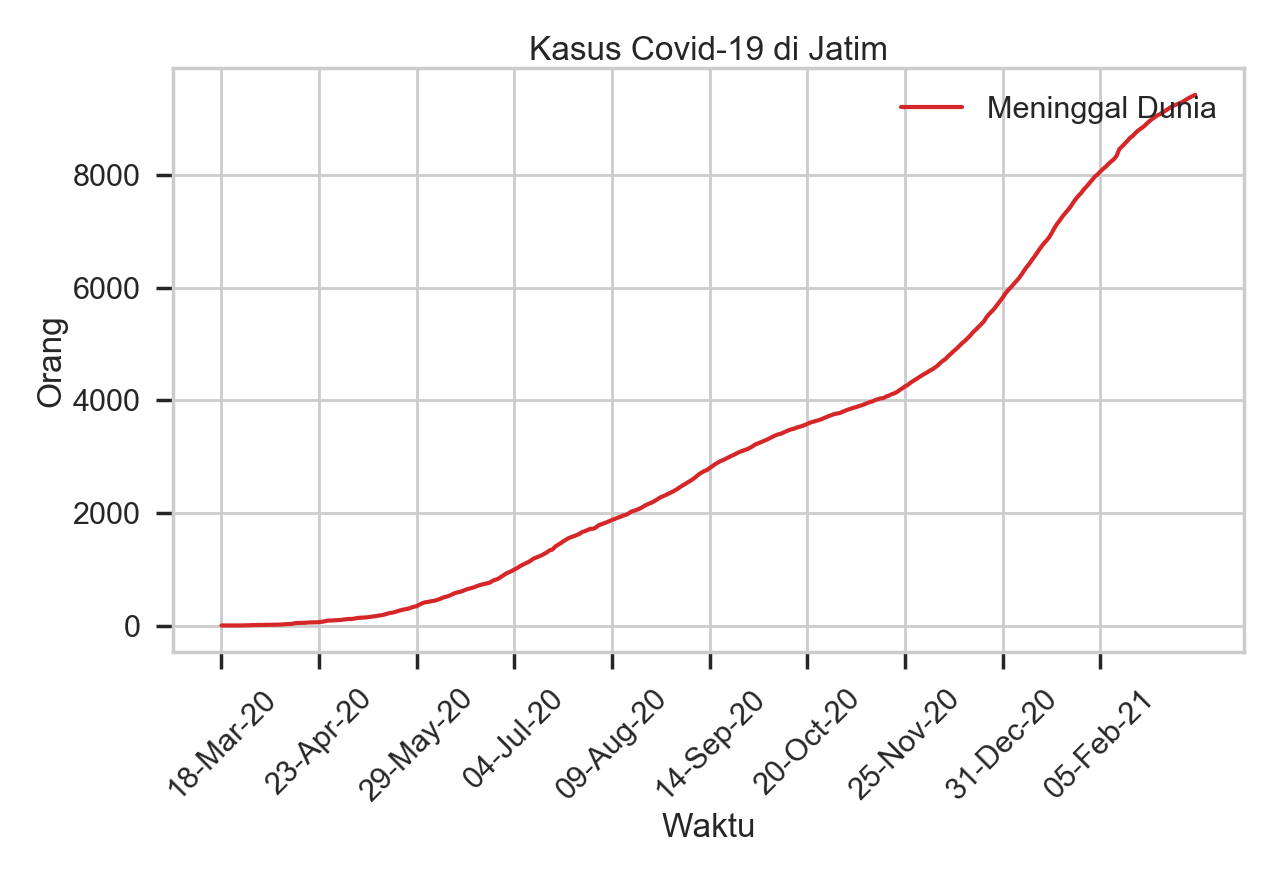 Kasus Covid-19 di Jatim
Meninggal Dunia
8000
6000
4000
2000
0
Orang
18-Mar-20
23-Apr-20
29-May-20
04-Jul-20
09-Aug-20
14-Sep-20
20-Oct-20
25-Nov-20
31-Dec-20
05-Feb-21
Waktu